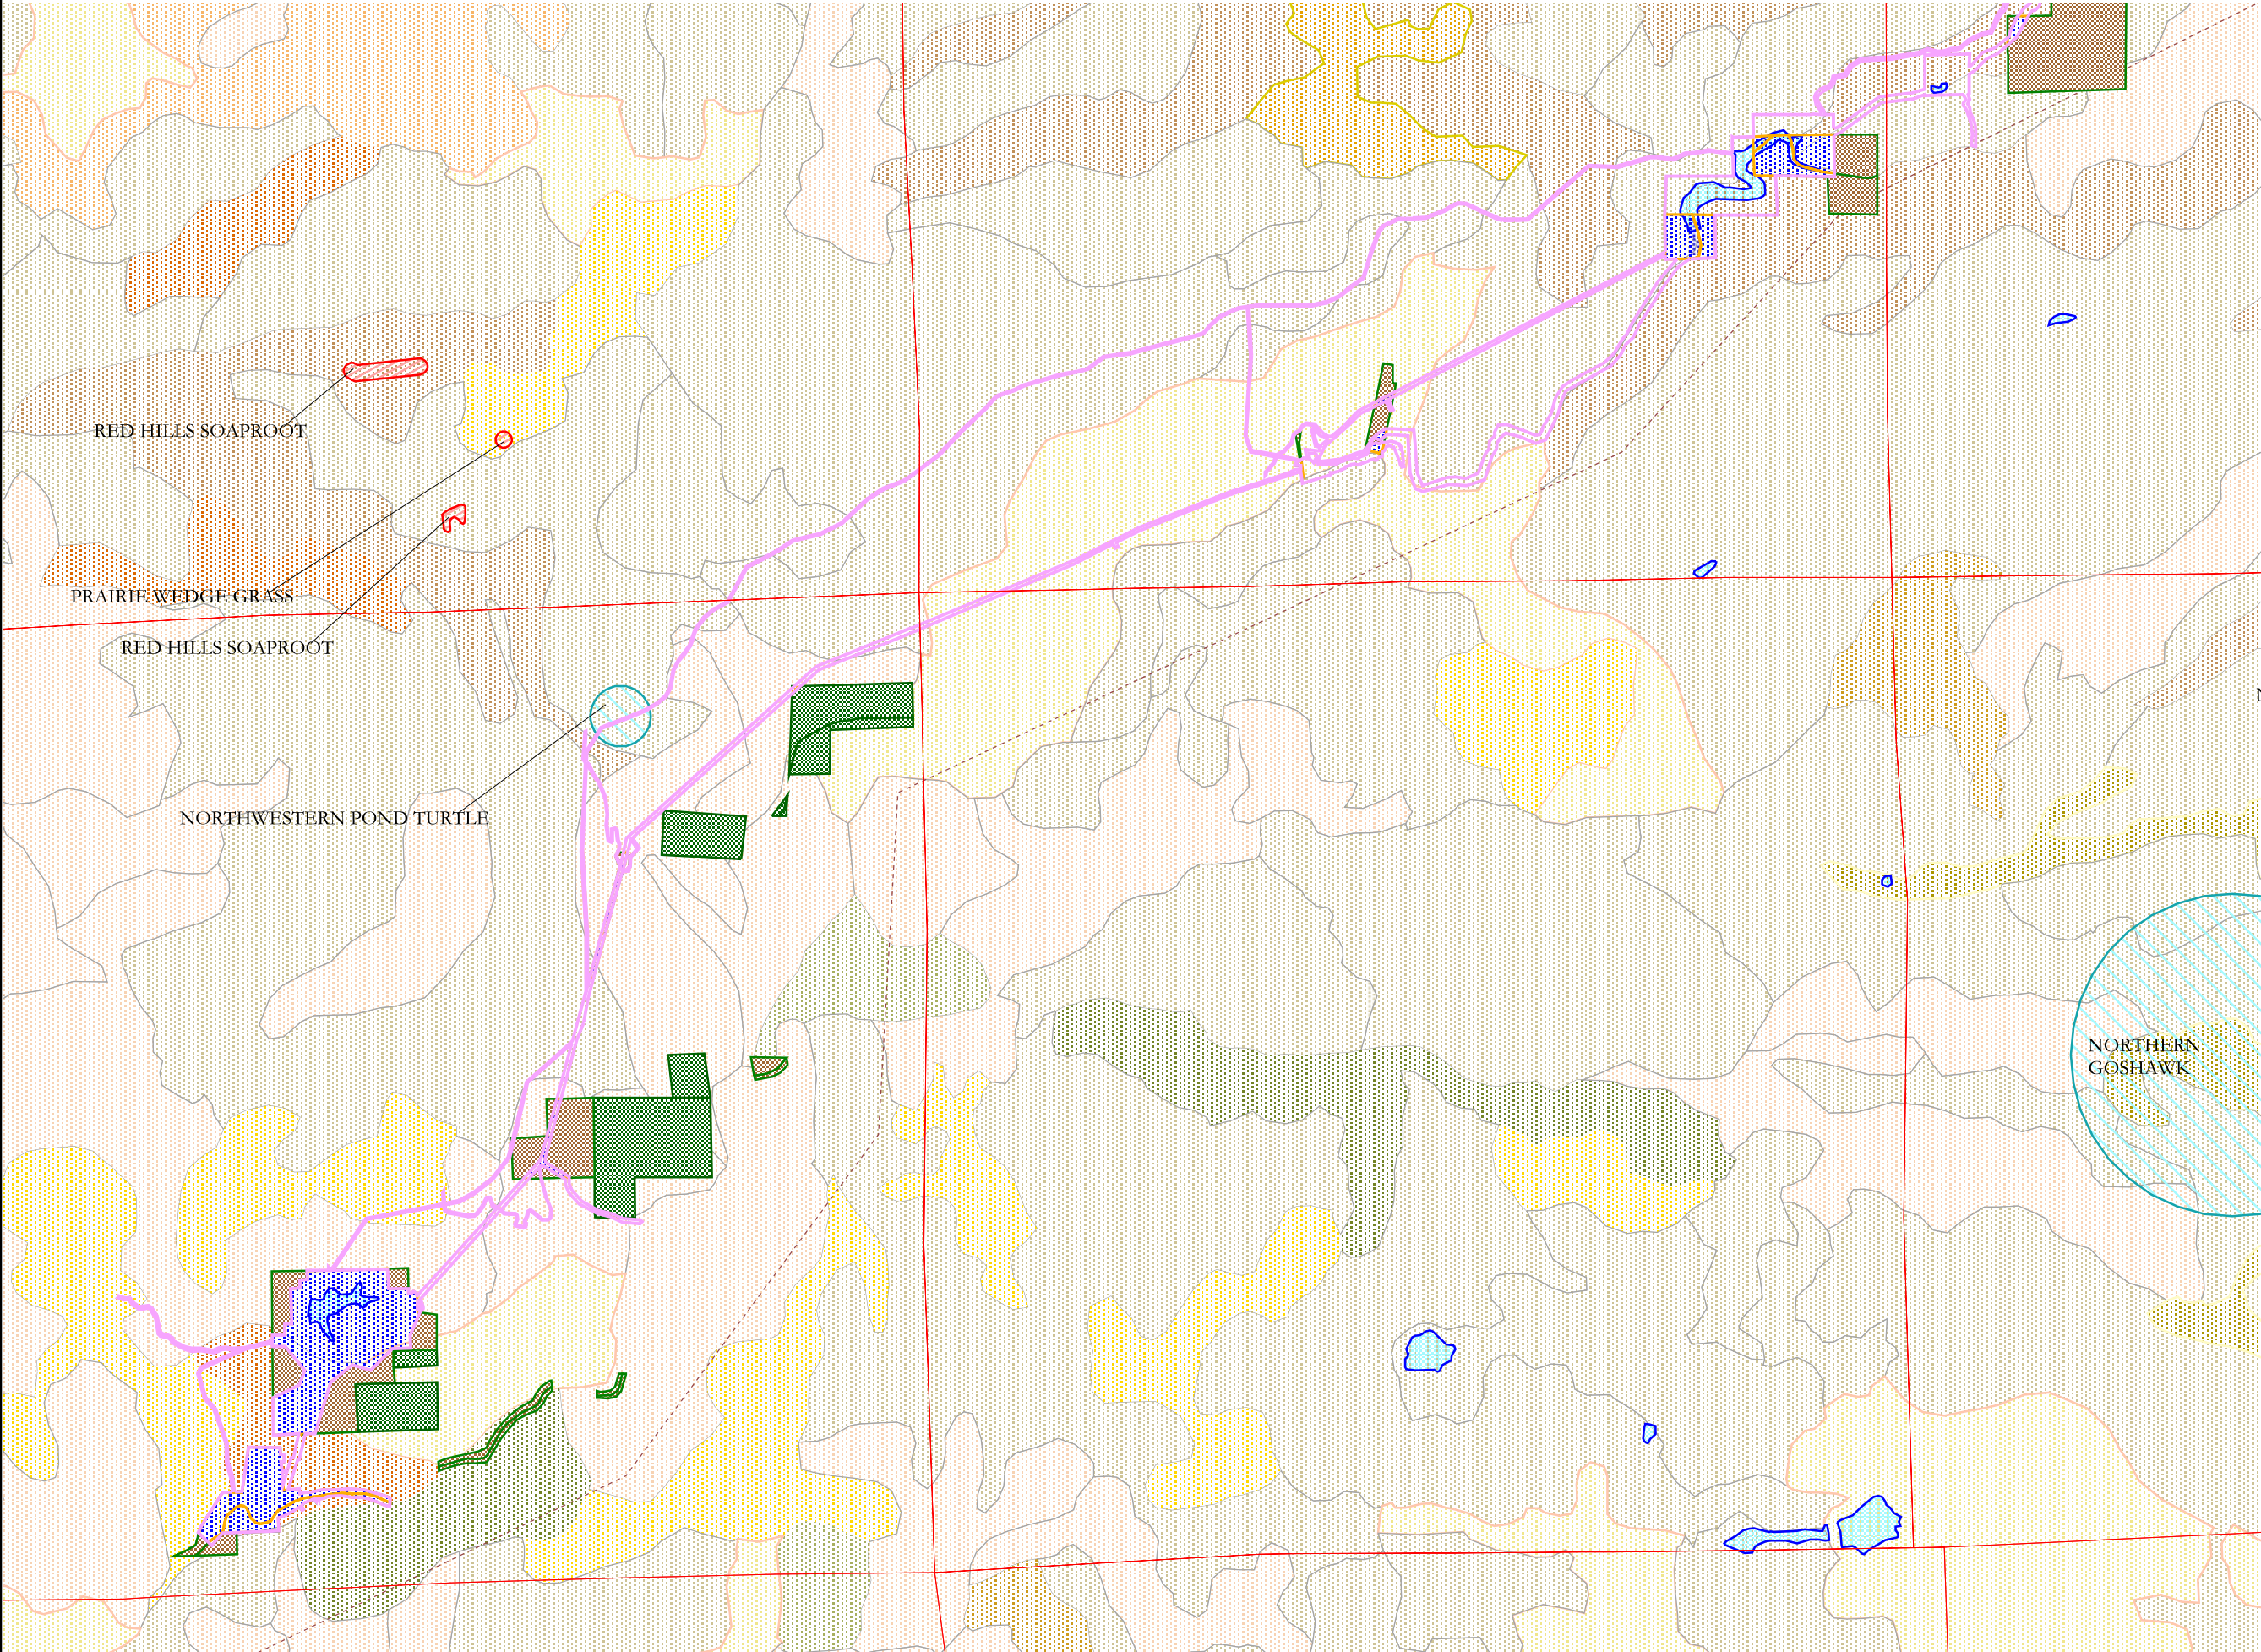 RED HILLS SOAPROOT
PRAIRIE WEDGE GRASS
RED HILLS SOAPROOT
NORTHWESTERN POND TURTLE
NORTHERN
GOSHAWK